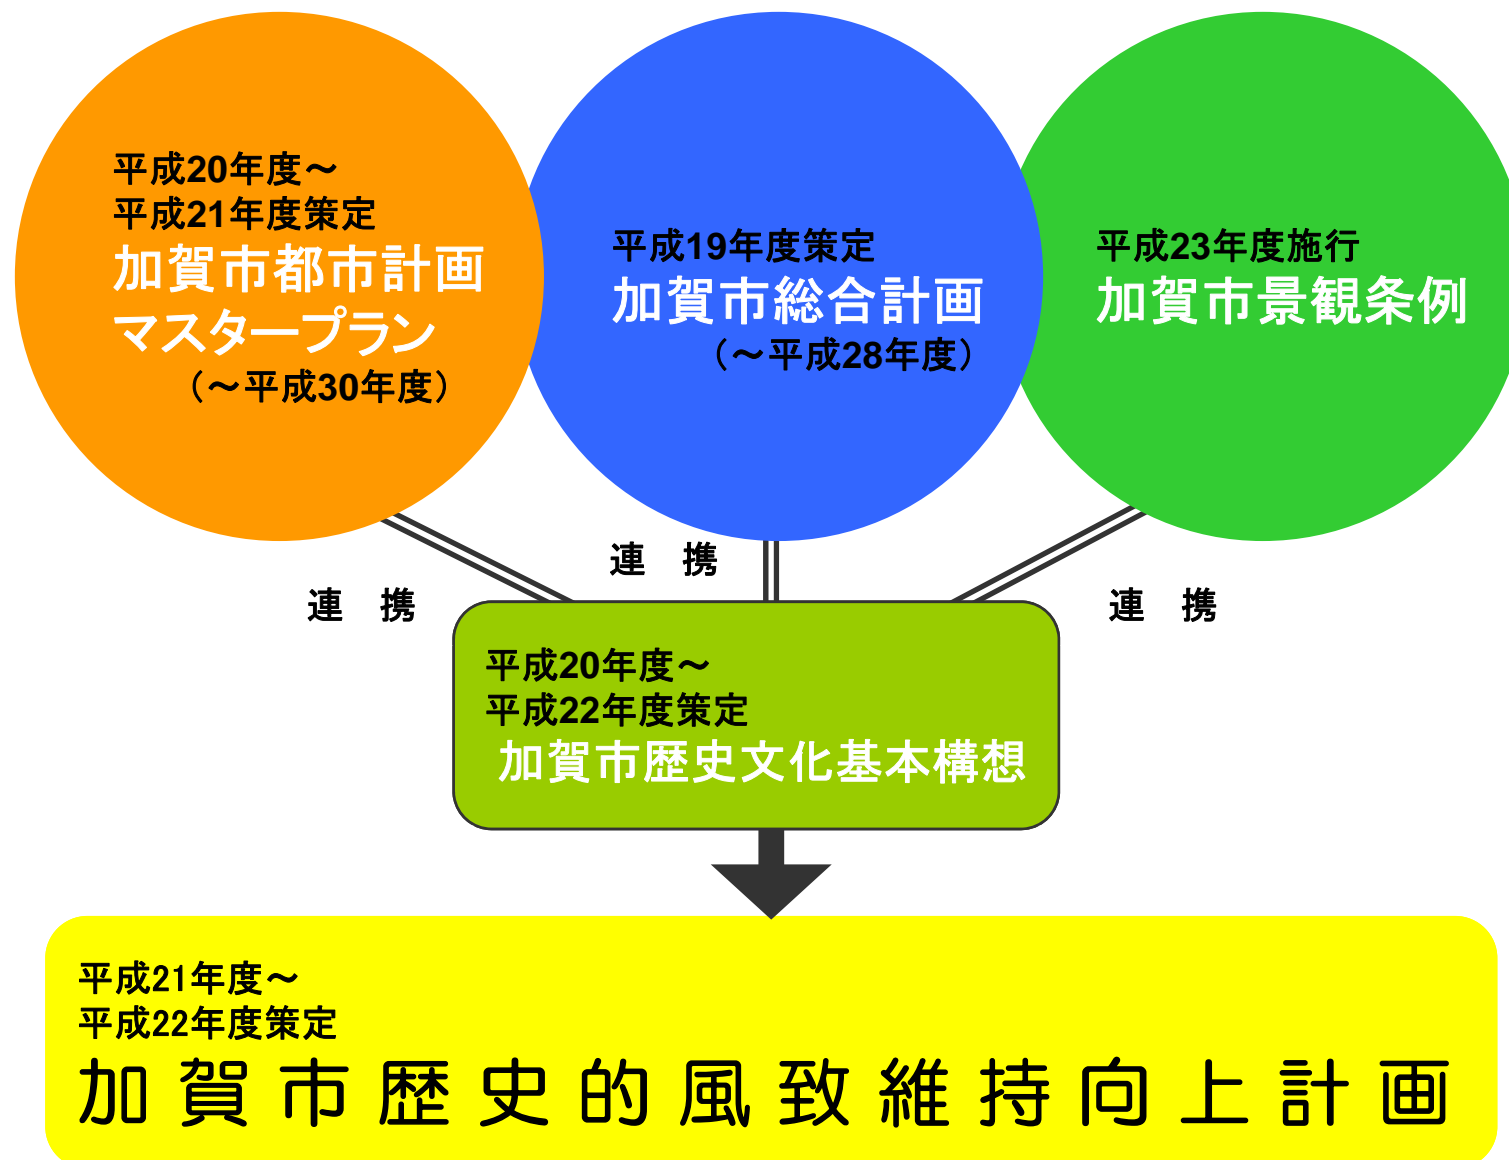 平成20年度～
平成21年度策定
加賀市都市計画
マスタープラン
（～平成30年度）
平成19年度策定
加賀市総合計画
（～平成28年度）
平成23年度施行
加賀市景観条例
連　携
連　携
連　携
平成20年度～
平成22年度策定
加賀市歴史文化基本構想
平成21年度～
平成22年度策定
加賀市歴史的風致維持向上計画